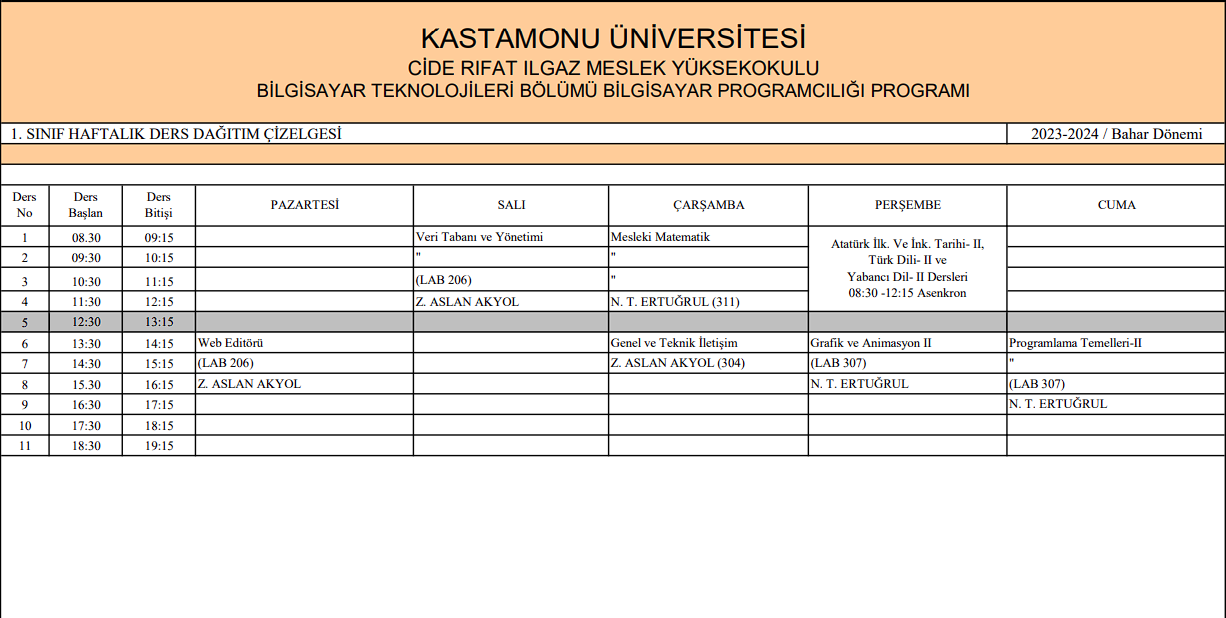 KASTAMONU ÜNİVERSİTESİ
CİDE RIFAT ILGAZ MESLEK YÜKSEKOKULU
BİLGİSAYAR TEKNOLOJİLERİ BÖLÜMÜ BİLGİSAYAR PROGRAMCILIĞI PROGRAMI
1. SINIF HAFTALIK DERS DAĞITIM ÇİZELGESİ 2023-2024 / Bahar Dönemi
Ders No Ders Başlan Ders Bitişi PAZARTESİ SALI ÇARŞAMBA PERŞEMBE CUMA
1 08.30 09:15 Veri Tabanı ve Yönetimi Mesleki Matematik
Atatürk İlk. Ve İnk. Tarihi- II,
Türk Dili- II ve
Yabancı Dil- II Dersleri
08:30 -12:15 Asenkron
2 09:30 10:15 " "
3 10:30 11:15 (LAB 206) "
4 11:30 12:15 Z. ASLAN AKYOL N. T. ERTUĞRUL (311)
5 12:30 13:15
6 13:30 14:15 Web Editörü Genel ve Teknik İletişim Grafik ve Animasyon II Programlama Temelleri-II
7 14:30 15:15 (LAB 206) Z. ASLAN AKYOL (304) (LAB 307) "
8 15.30 16:15 Z. ASLAN AKYOL N. T. ERTUĞRUL (LAB 307)
9 16:30 17:15 N. T. ERTUĞRUL
10 17:30 18:15
11 18:30 19:15